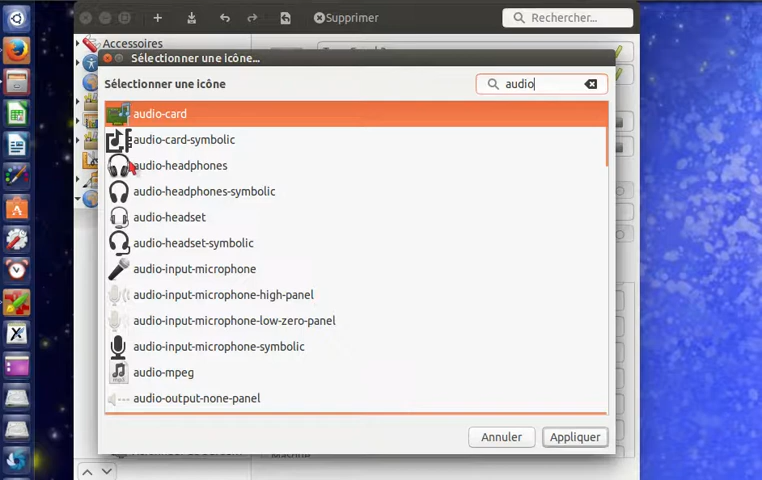 Supprimer
Rechercher...
Accessoires
Sélectionner une icône...
Sélectionner une icône
audio
audio-card
audio-card-symbolic
audio-headphones
audio-headphones-symbolic
audio-headset
audio-headset-symbolic
audio-input-microphone
audio-input-microphone-high-panel
audio-input-microphone-low-zero-panel
audio-input-microphone-symbolic
audio-mpeg
audio-output-none-panel
Annuler
Appliquer